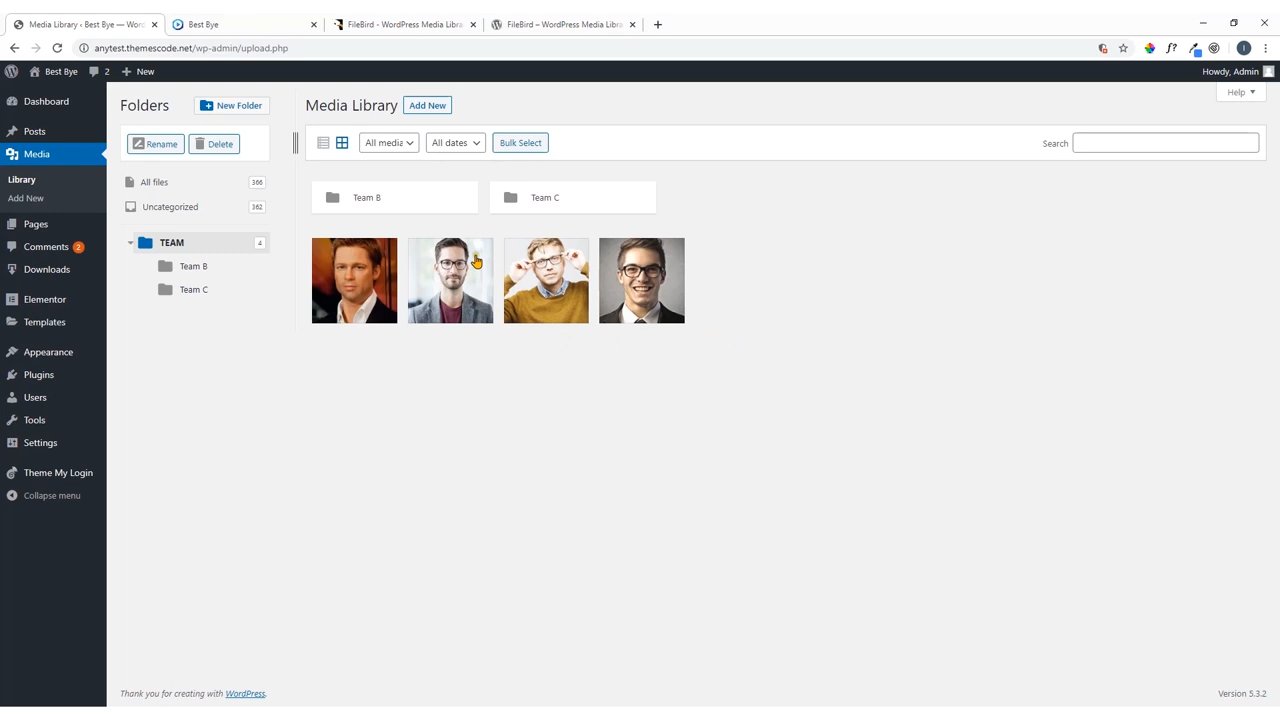 Media Library ‹ Best Bye — Word
Best Bye
FileBird - WordPress Media Libra
FileBird – WordPress Media Libra
anytest.themescode.net/wp-admin/upload.php
f?
I
Best Bye
2
New
Howdy, Admin
Dashboard
Posts
Media
Library
Add New
Pages
Comments 2
Downloads
Elementor
Templates
Appearance
Plugins
Users
Tools
Settings
Theme My Login
Collapse menu
Folders
New Folder
Rename
Delete
All files 366
Uncategorized 362
TEAM 4
Team B
Team C
Media Library
Add New
Help
All media
All dates
Bulk Select
Search
Team B
Team C
Thank you for creating with WordPress.
Version 5.3.2